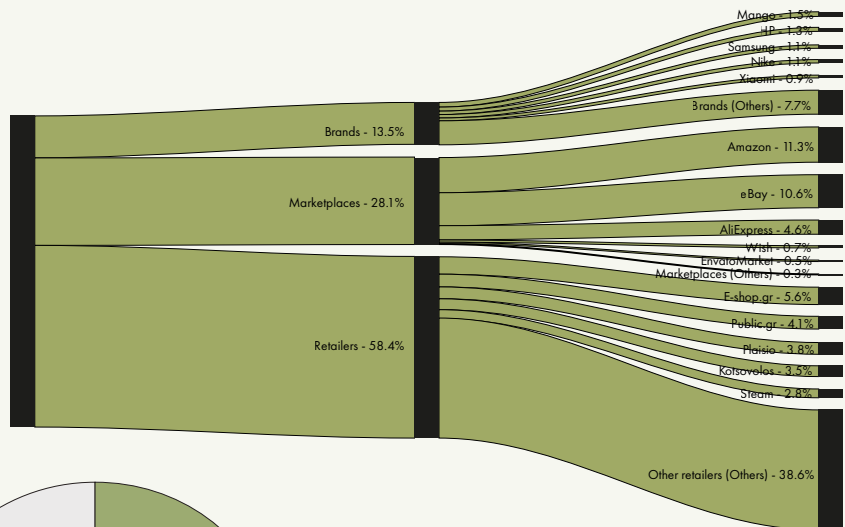 Mango - 1.5%
HP - 1.3%
Samsung - 1.1%
Nike - 1.1%
Xiaomi - 0.9%
Brands (Others) - 7.7%
Brands - 13.5%
Amazon - 11.3%
eBay - 10.6%
Marketplaces - 28.1%
AliExpress - 4.6%
Wish - 0.7%
EnvatoMarket - 0.5%
Marketplaces (Others) - 0.3%
E-shop.gr - 5.6%
Public.gr - 4.1%
Retailers - 58.4%
Plaisio - 3.8%
Kotsovolos - 3.5%
Steam - 2.8%
Other retailers (Others) - 38.6%